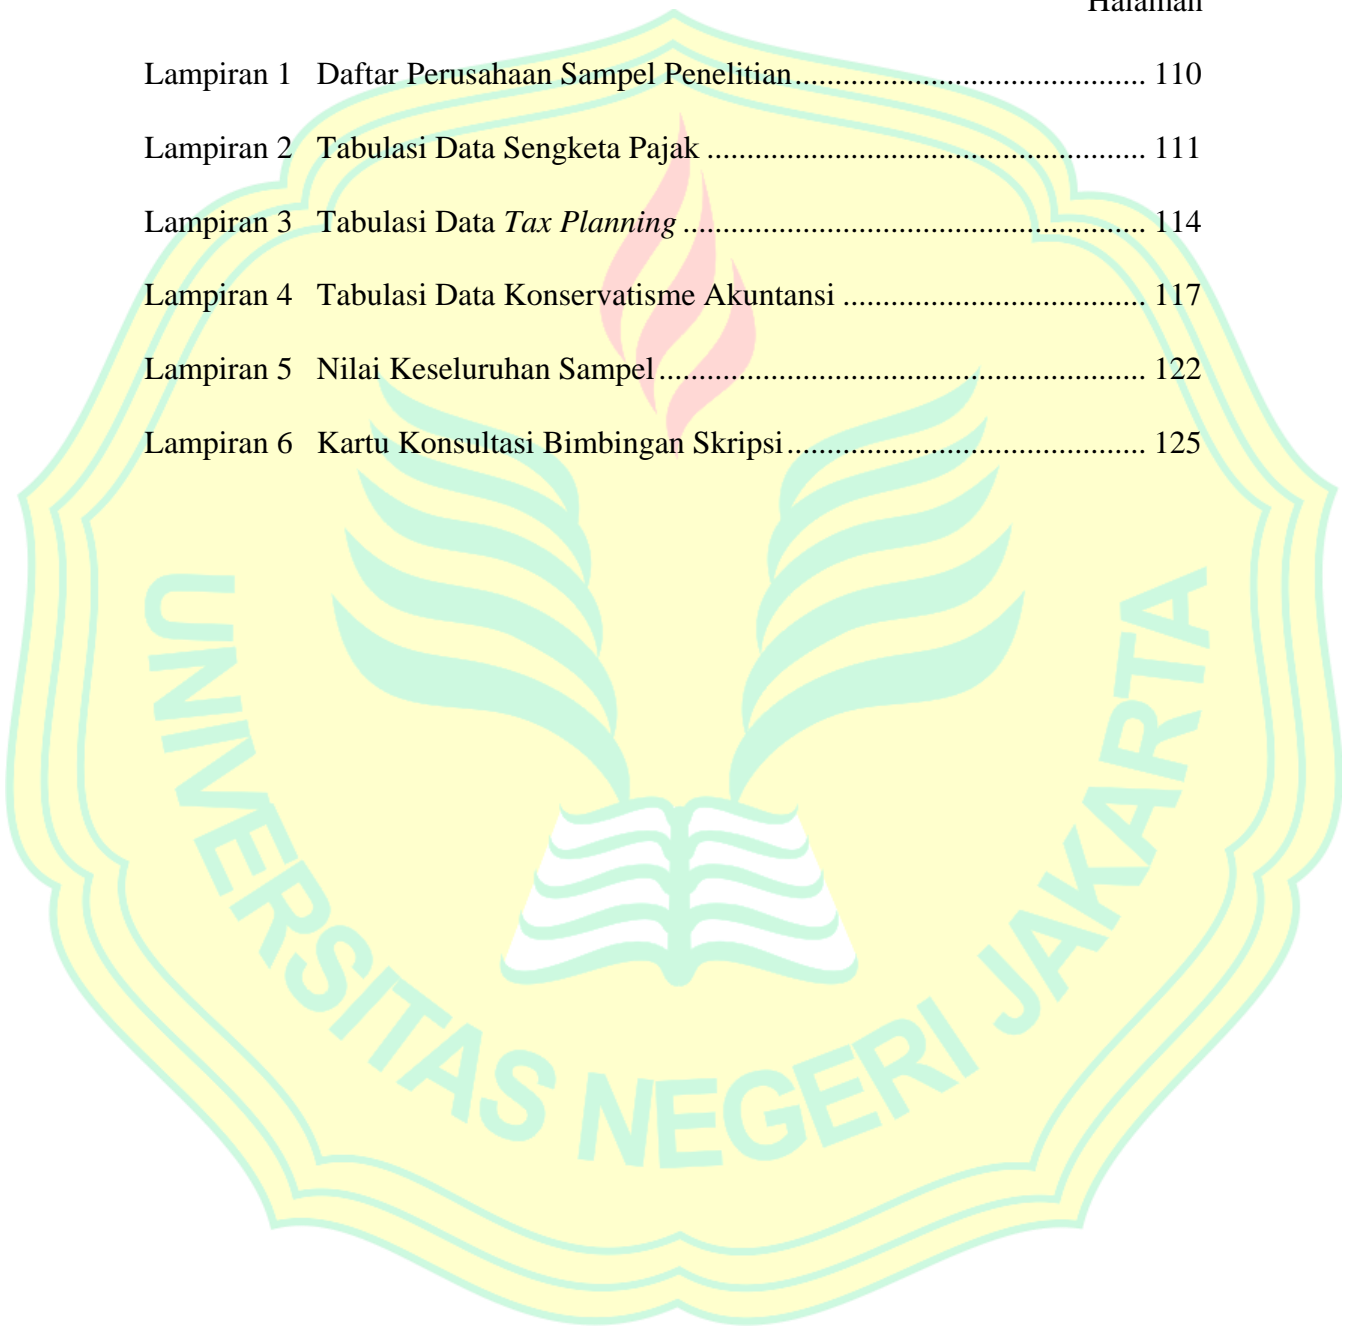 Halaman
Lampiran 1 Daftar Perusahaan Sampel Penelitian............................................ 110
Lampiran 2 Tabulasi Data Sengketa Pajak ....................................................... 111
Lampiran 3 Tabulasi Data Tax Planning .......................................................... 114
Lampiran 4 Tabulasi Data Konservatisme Akuntansi ...................................... 117
Lampiran 5 Nilai Keseluruhan Sampel............................................................. 122
Lampiran 6 Kartu Konsultasi Bimbingan Skripsi............................................. 125
UNIVERSITAS NEGERI JAKARTA